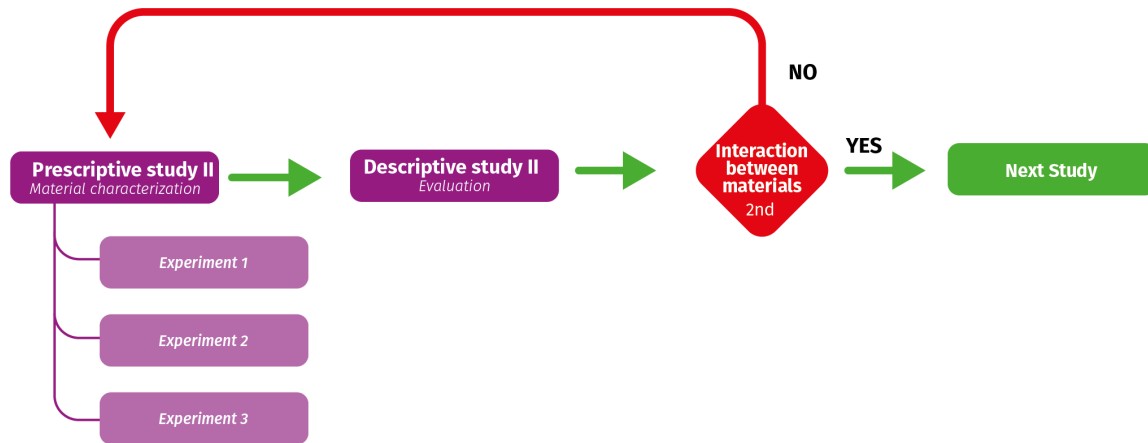 NO
Prescriptive study II
Material characterization
Descriptive study II
Evaluation
Interaction
between
materials
2nd
YES
Next Study
Experiment 1
Experiment 2
Experiment 3